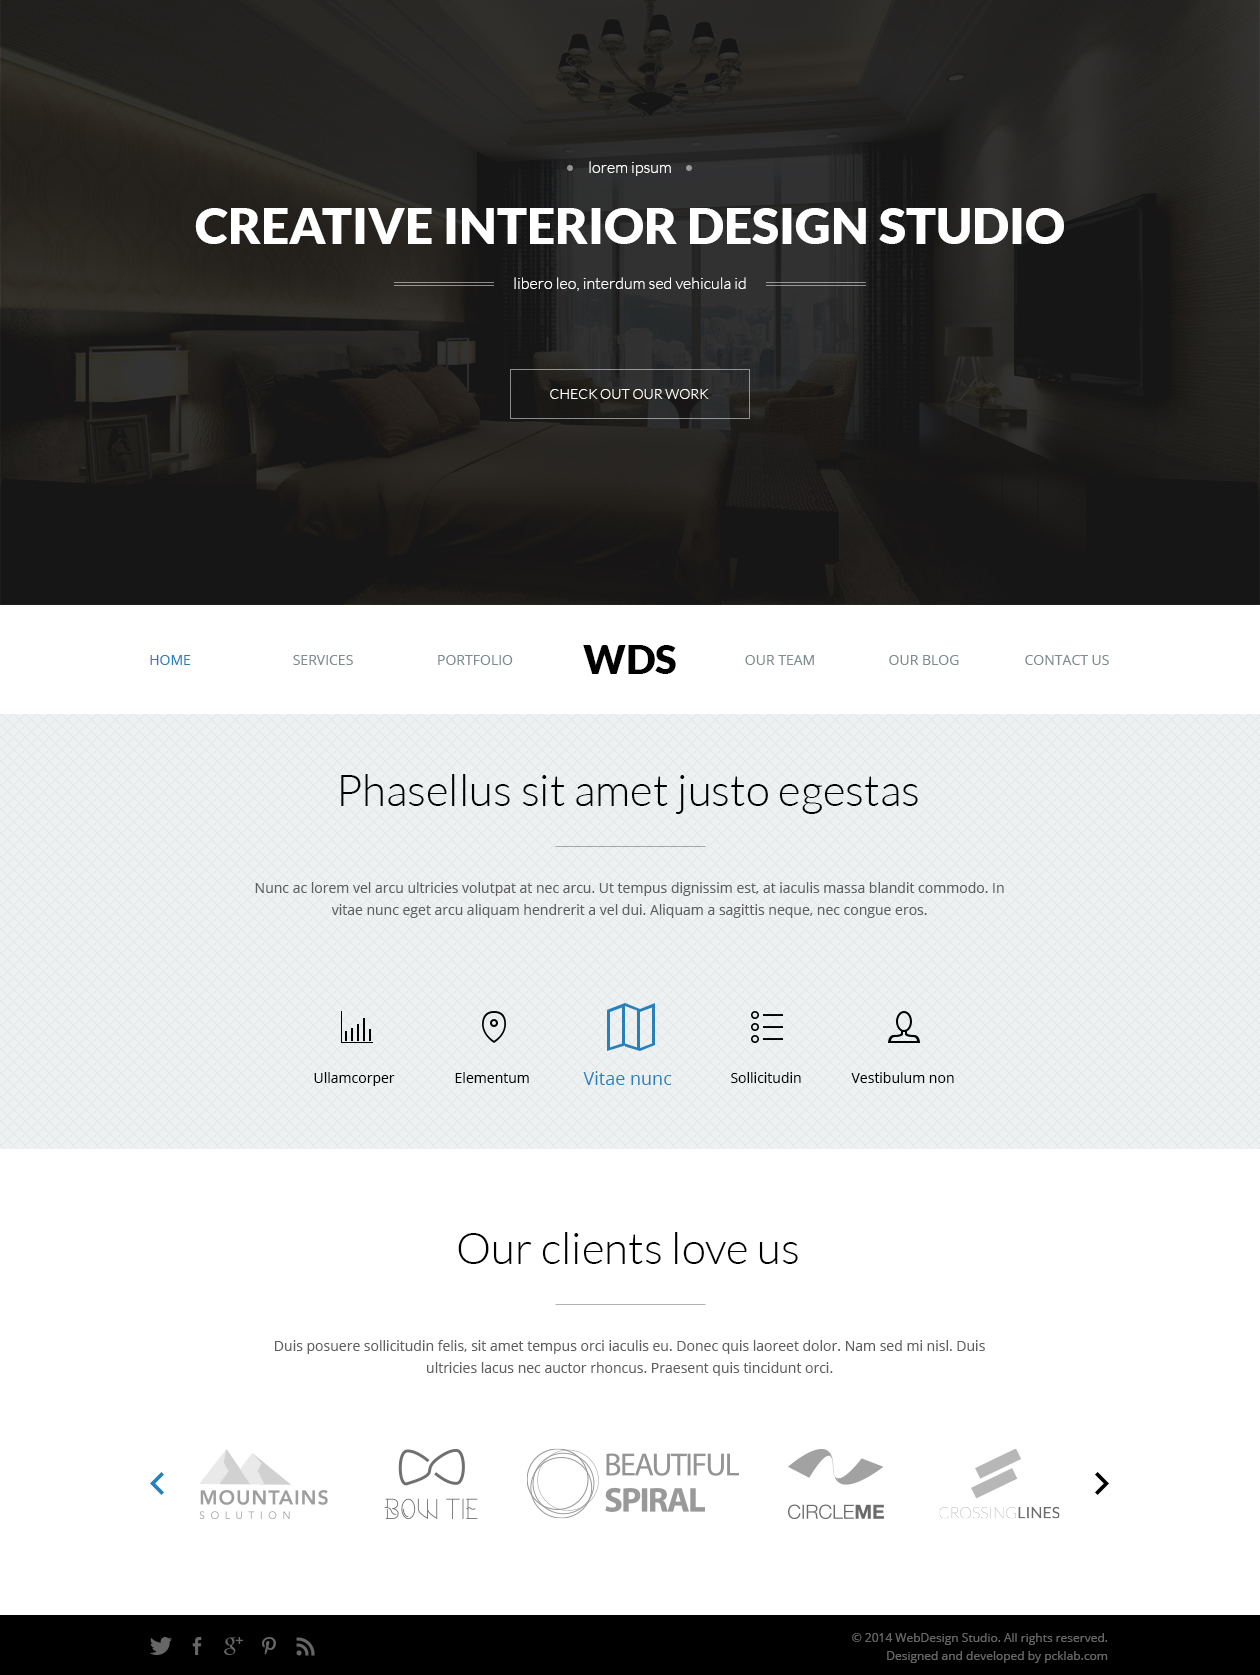 lorem ipsum
CREATIVE INTERIOR DESIGN STUDIO
libero leo, interdum sed vehicula id
CHECK OUT OUR WORK
HOME SERVICES PORTFOLIO WDS OUR TEAM OUR BLOG CONTACT US
Phasellus sit amet justo egestas
Nunc ac lorem vel arcu ultricies volutpat at nec arcu. Ut tempus dignissim est, at iaculis massa blandit commodo. In
vitae nunc eget arcu aliquam hendrerit a vel dui. Aliquam a sagittis neque, nec congue eros.
Ullamcorper Elementum Vitae nunc Sollicitudin Vestibulum non
Our clients love us
Duis posuere sollicitudin felis, sit amet tempus orci iaculis eu. Donec quis laoreet dolor. Nam sed mi nisl. Duis
ultricies lacus nec auctor rhoncus. Praesent quis tincidunt orci.
MOUNTAINS
SOLUTION
BOW TIE
BEAUTIFUL
SPIRAL
CIRCLEME
CROSSINGLINES
© 2014 WebDesign Studio. All rights reserved.
Designed and developed by pcklab.com